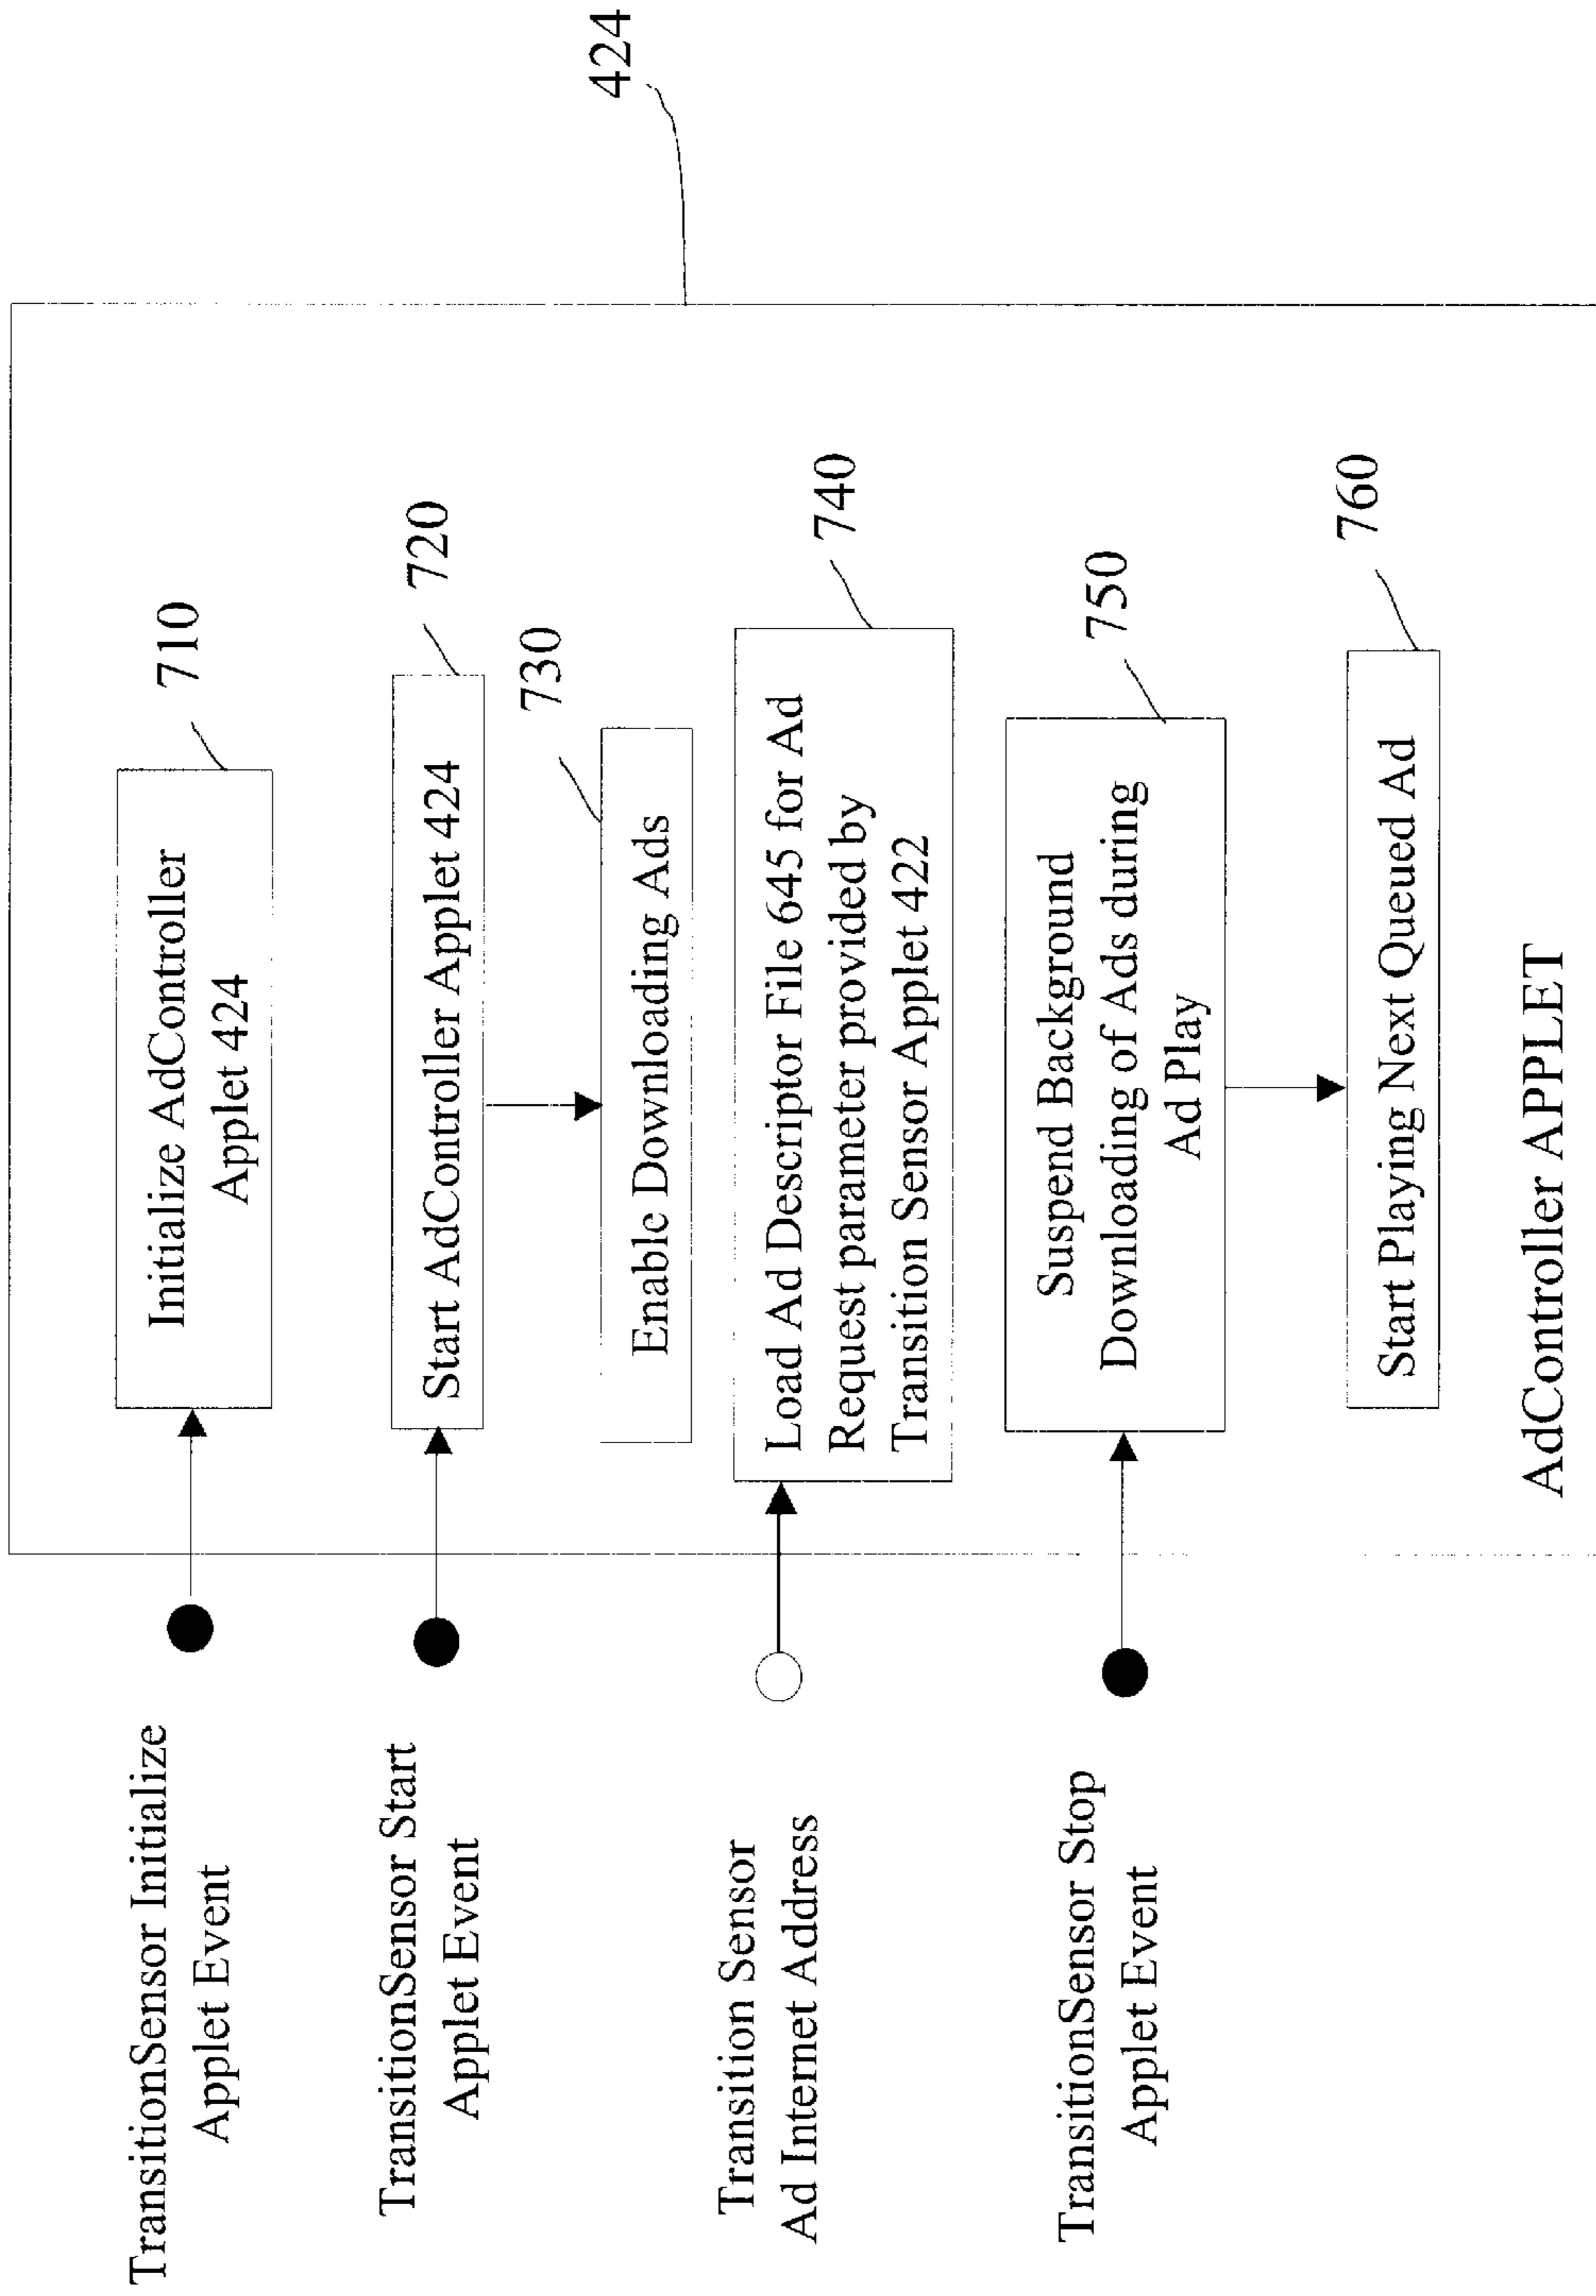 TransitionSensor Initialize
Applet Event
Initialize AdController
Applet 424
710
TransitionSensor Start
Applet Event
Start AdController Applet 424
720
Enable Downloading Ads
730
Transition Sensor
Ad Internet Address
Load Ad Descriptor File 645 for Ad
Request parameter provided by
Transition Sensor Applet 422
740
TransitionSensor Stop
Applet Event
Suspend Background
Downloading of Ads during
Ad Play
750
Start Playing Next Queued Ad
760
AdController APPLET
424